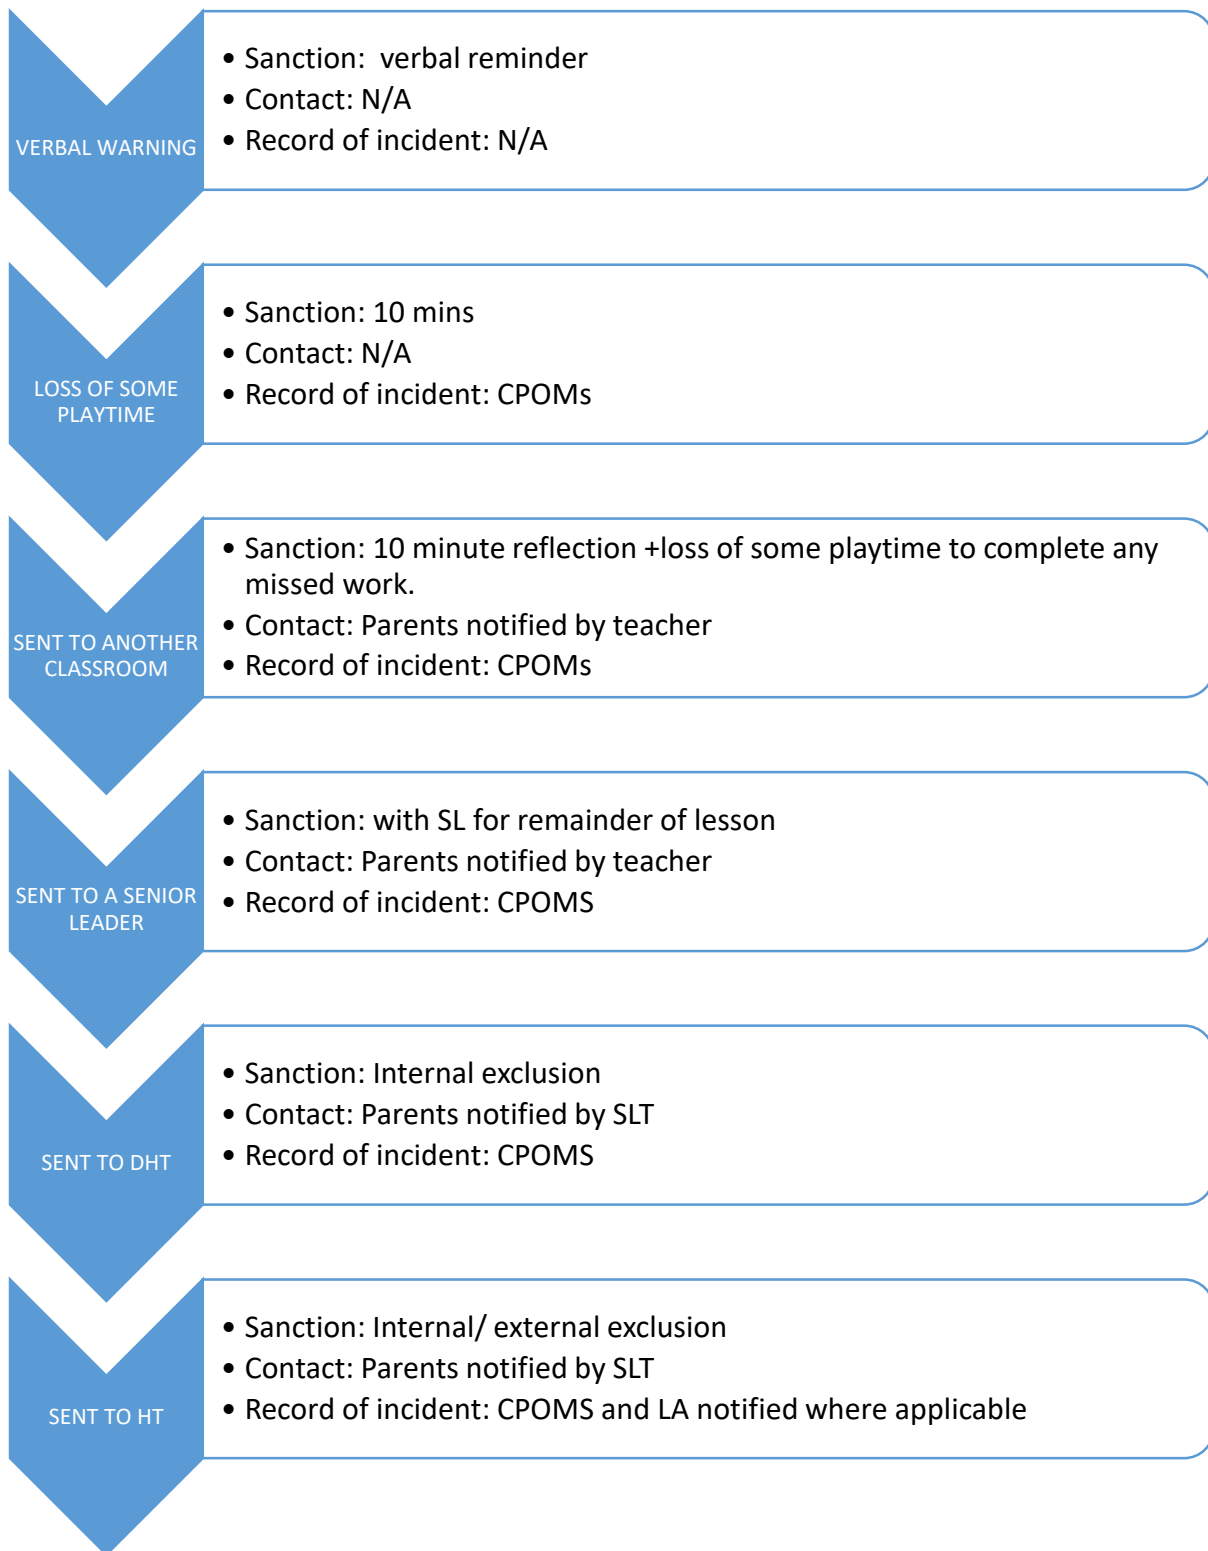 VERBAL WARNING
• Sanction:  verbal reminder
• Contact: N/A
• Record of incident: N/A
LOSS OF SOME
PLAYTIME
• Sanction: 10 mins
• Contact: N/A
• Record of incident: CPOMs
SENT TO ANOTHER
CLASSROOM
• Sanction: 10 minute reflection +loss of some playtime to complete any
missed work.
• Contact: Parents notified by teacher
• Record of incident: CPOMs
SENT TO A SENIOR
LEADER
• Sanction: with SL for remainder of lesson
• Contact: Parents notified by teacher
• Record of incident: CPOMS
SENT TO DHT
• Sanction: Internal exclusion
• Contact: Parents notified by SLT
• Record of incident: CPOMS
SENT TO HT
• Sanction: Internal/ external exclusion
• Contact: Parents notified by SLT
• Record of incident: CPOMS and LA notified where applicable